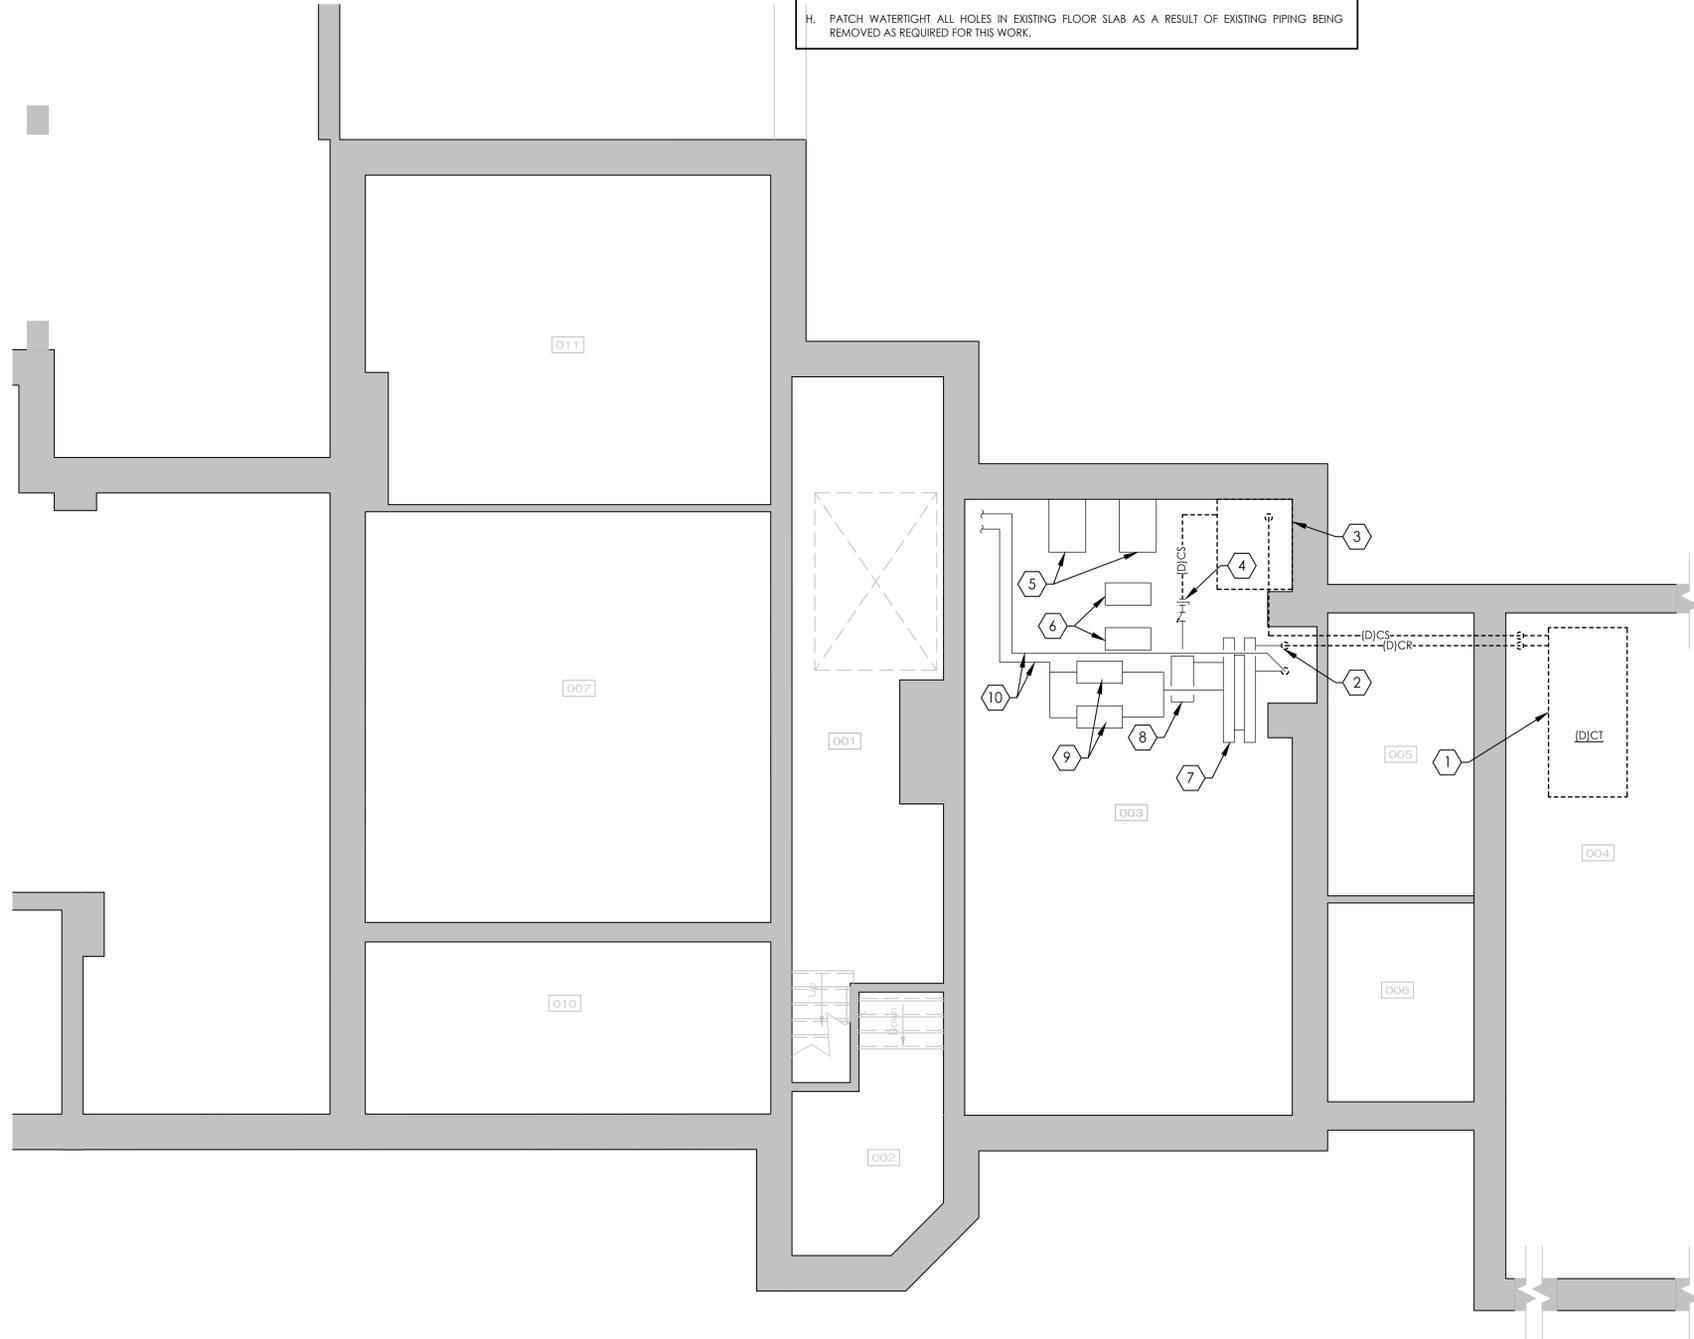 H. PATCH WATERTIGHT ALL HOLES IN EXISTING FLOOR SLAB AS A RESULT OF EXISTING PIPING BEING
REMOVED AS REQUIRED FOR THIS WORK.
011
3
(D)CS
4
5
6
(D)CS
(D)CR
2
10
007
8
(D)CT
001
9
005
1
7
003
004
Up
006
010
Down
002